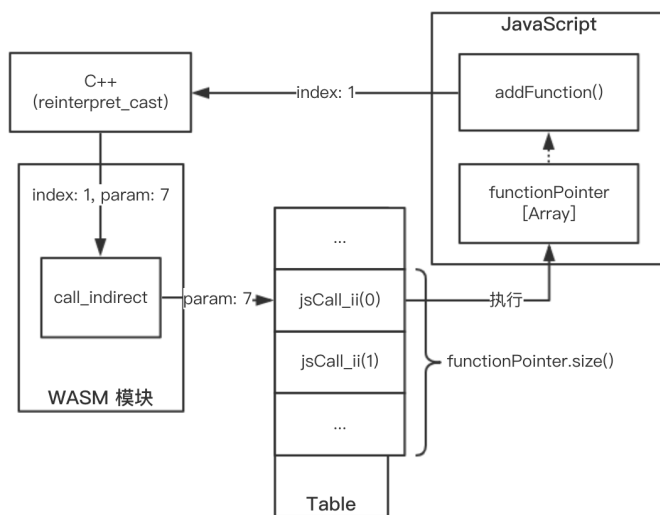 JavaScript
C++
(reinterpret_cast)
index: 1
addFunction()
index: 1, param: 7
functionPointer
[Array]
...
call_indirect
param: 7
jsCall_ii(0)
执行
jsCall_ii(1)
functionPointer.size()
WASM 模块
...
Table